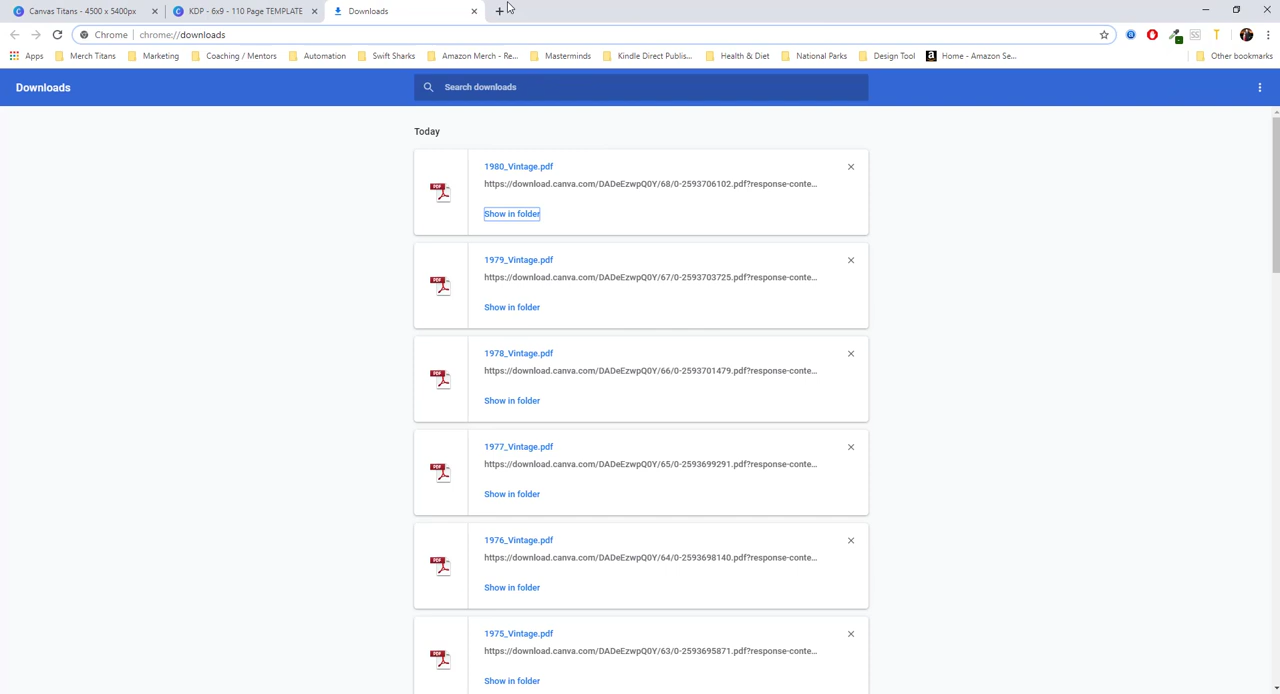 Canvas Titans - 4500 x 5400px
KDP - 6x9 - 110 Page TEMPLATE
Downloads
Chrome chrome://downloads
Apps Merch Titans Marketing Coaching / Mentors Automation Swift Sharks Amazon Merch - Re... Masterminds Kindle Direct Publis... Health & Diet National Parks Design Tool Home - Amazon Se... Other bookmarks
Downloads
Search downloads
Today
1980_Vintage.pdf
https://download.canva.com/DADeEzwpQ0Y/68/0-2593706102.pdf?response-conte...
Show in folder
1979_Vintage.pdf
https://download.canva.com/DADeEzwpQ0Y/67/0-2593703725.pdf?response-conte...
Show in folder
1978_Vintage.pdf
https://download.canva.com/DADeEzwpQ0Y/66/0-2593701479.pdf?response-conte...
Show in folder
1977_Vintage.pdf
https://download.canva.com/DADeEzwpQ0Y/65/0-2593699291.pdf?response-conte...
Show in folder
1976_Vintage.pdf
https://download.canva.com/DADeEzwpQ0Y/64/0-2593698140.pdf?response-conte...
Show in folder
1975_Vintage.pdf
https://download.canva.com/DADeEzwpQ0Y/63/0-2593695871.pdf?response-conte...
Show in folder